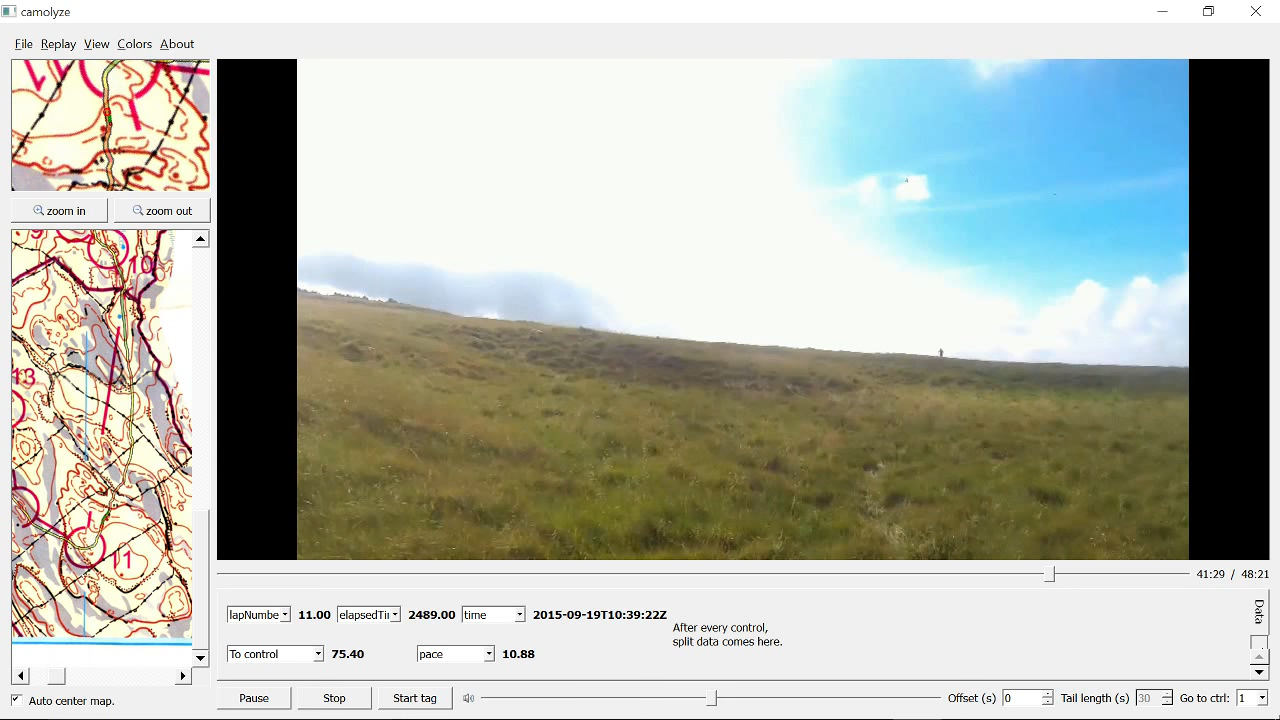 camolyze
File Replay View Colors About
11
zoom in zoom out
10
13
11
41:29 / 48:21
lapNumbe 11.00 elapsedTi 2489.00 time 2015-09-19T10:39:22Z
After every control,
split data comes here.
To control 75.40 pace 10.88
Data
Pause Stop Start tag Offset (s) 0 Tail length (s) 30 Go to ctrl: 1
Auto center map.